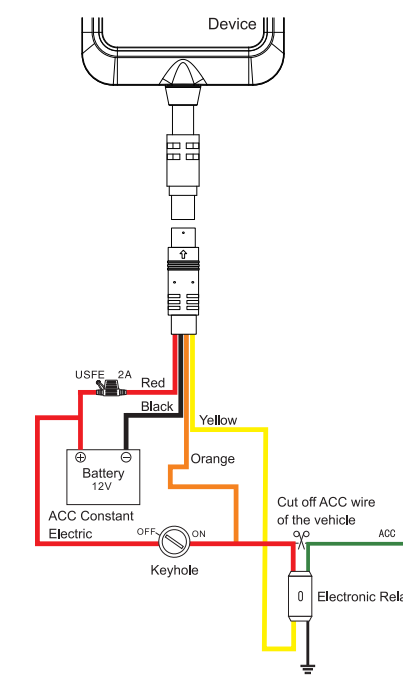 Device
USFE 2A
Red
Black
Yellow
Battery
12V
Orange
ACC Constant
Electric
OFF
ON
Keyhole
Cut off ACC wire
of the vehicle
ACC
0
Electronic Rela